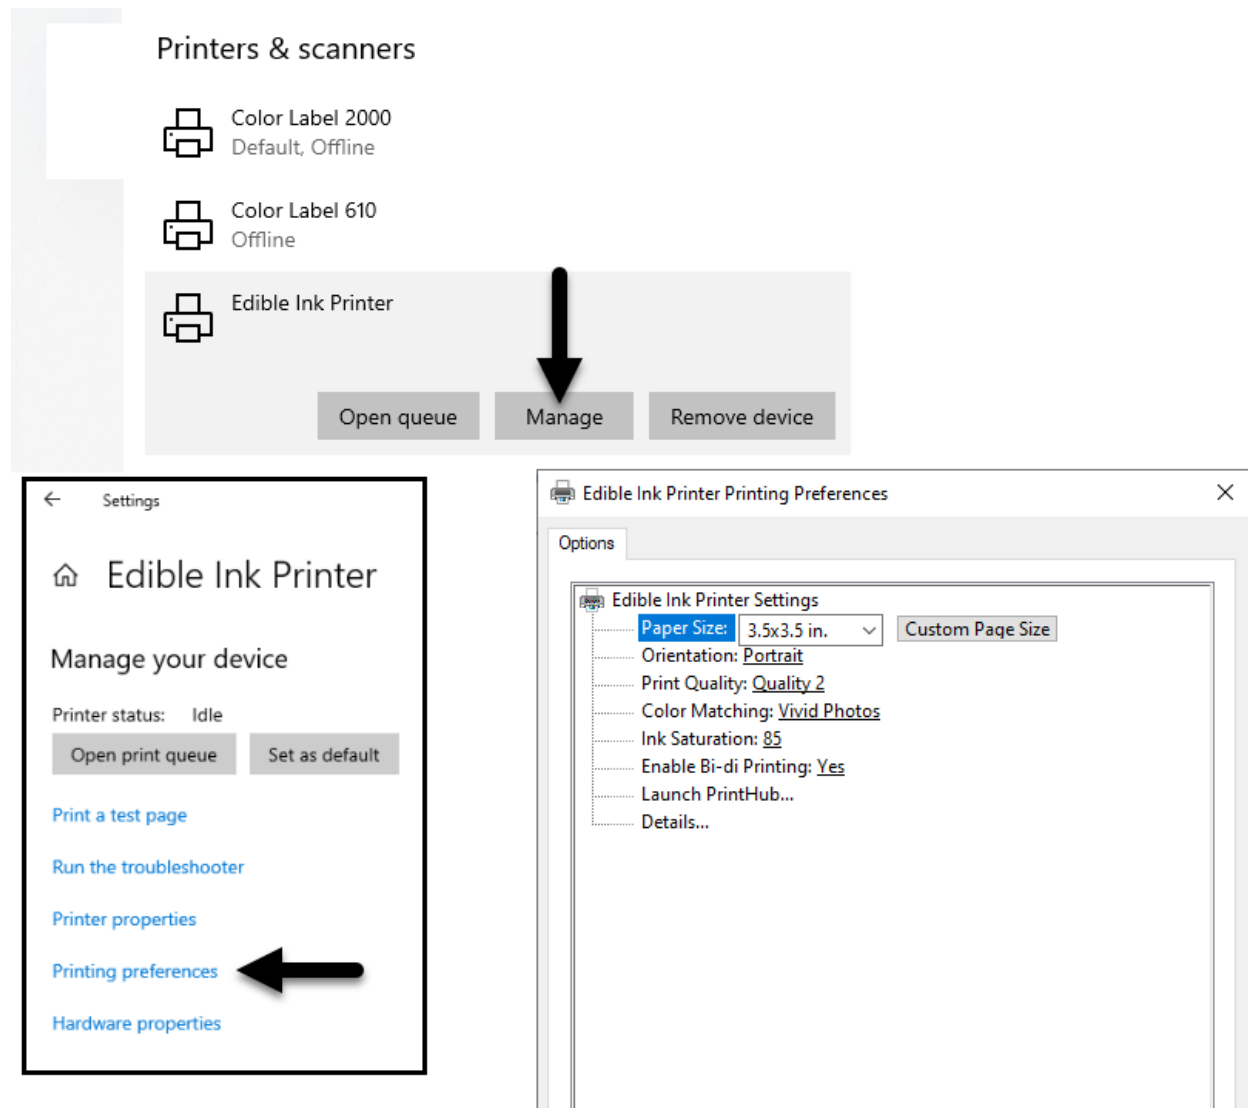 Printers & scanners
Color Label 2000
Default, Offline
Color Label 610
Offline
Edible Ink Printer
Open queue
Manage
Remove device
Settings
Edible Ink Printer
Manage your device
Printer status: Idle
Open print queue
Set as default
Print a test page
Run the troubleshooter
Printer properties
Printing preferences
Hardware properties
Edible Ink Printer Printing Preferences
Options
Edible Ink Printer Settings
Paper Size: 3.5x3.5 in. Custom Page Size
Orientation: Portrait
Print Quality: Quality 2
Color Matching: Vivid Photos
Ink Saturation: 85
Enable Bi-di Printing: Yes
Launch PrintHub...
Details...